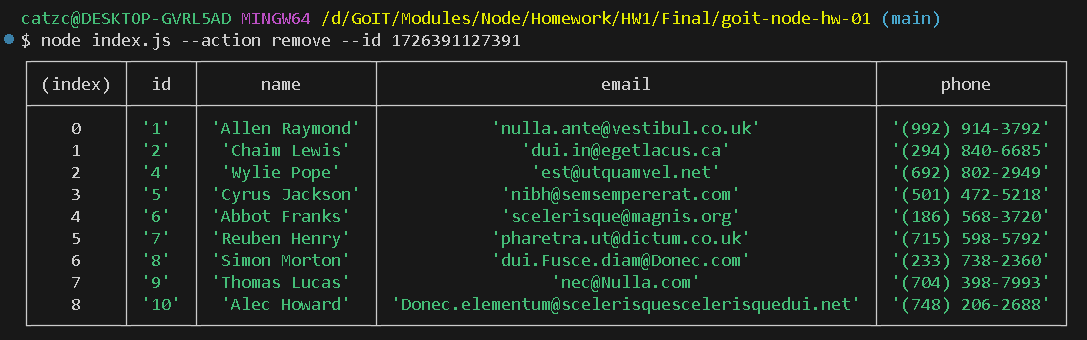 catzc@DESKTOP-GVRL5AD MINGW64 /d/GoIT/Modules/Node/Homework/HW1/Final/goit-node-hw-01 (main)
$ node index.js --action remove --id 1726391127391
(index) id name email phone
0 '1' 'Allen Raymond' 'nulla.ante@vestibul.co.uk' '(992) 914-3792'
1 '2' 'Chaim Lewis' 'dui.in@egetlacus.ca' '(294) 840-6685'
2 '4' 'Wylie Pope' 'est@utquamvel.net' '(692) 802-2949'
3 '5' 'Cyrus Jackson' 'nibh@semsempererat.com' '(501) 472-5218'
4 '6' 'Abbot Franks' 'scelerisque@magnis.org' '(186) 568-3720'
5 '7' 'Reuben Henry' 'pharetra.ut@dictum.co.uk' '(715) 598-5792'
6 '8' 'Simon Morton' 'dui.Fusce.diam@Donec.com' '(233) 738-2360'
7 '9' 'Thomas Lucas' 'nec@Nulla.com' '(704) 398-7993'
8 '10' 'Alec Howard' 'Donec.elementum@scelerisquescelerisquedui.net' '(748) 206-2688'